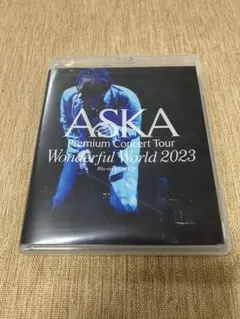 ASKA
Premium Concert Tour
Wonderful World 2023